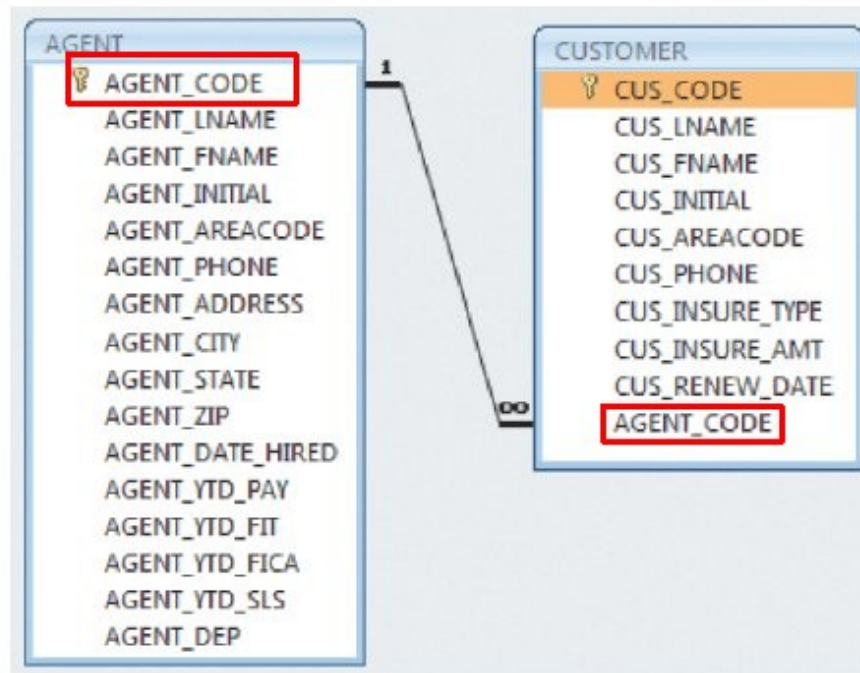 AGENT
AGENT_CODE
AGENT_LNAME
AGENT_FNAME
AGENT_INITIAL
AGENT_AREACODE
AGENT_PHONE
AGENT_ADDRESS
AGENT_CITY
AGENT_STATE
AGENT_ZIP
AGENT_DATE_HIRED
AGENT_YTD_PAY
AGENT_YTD_FIT
AGENT_YTD_FICA
AGENT_YTD_SLS
AGENT_DEP
1
∞
CUSTOMER
CUS_CODE
CUS_LNAME
CUS_FNAME
CUS_INITIAL
CUS_AREACODE
CUS_PHONE
CUS_INSURE_TYPE
CUS_INSURE_AMT
CUS_RENEW_DATE
AGENT_CODE